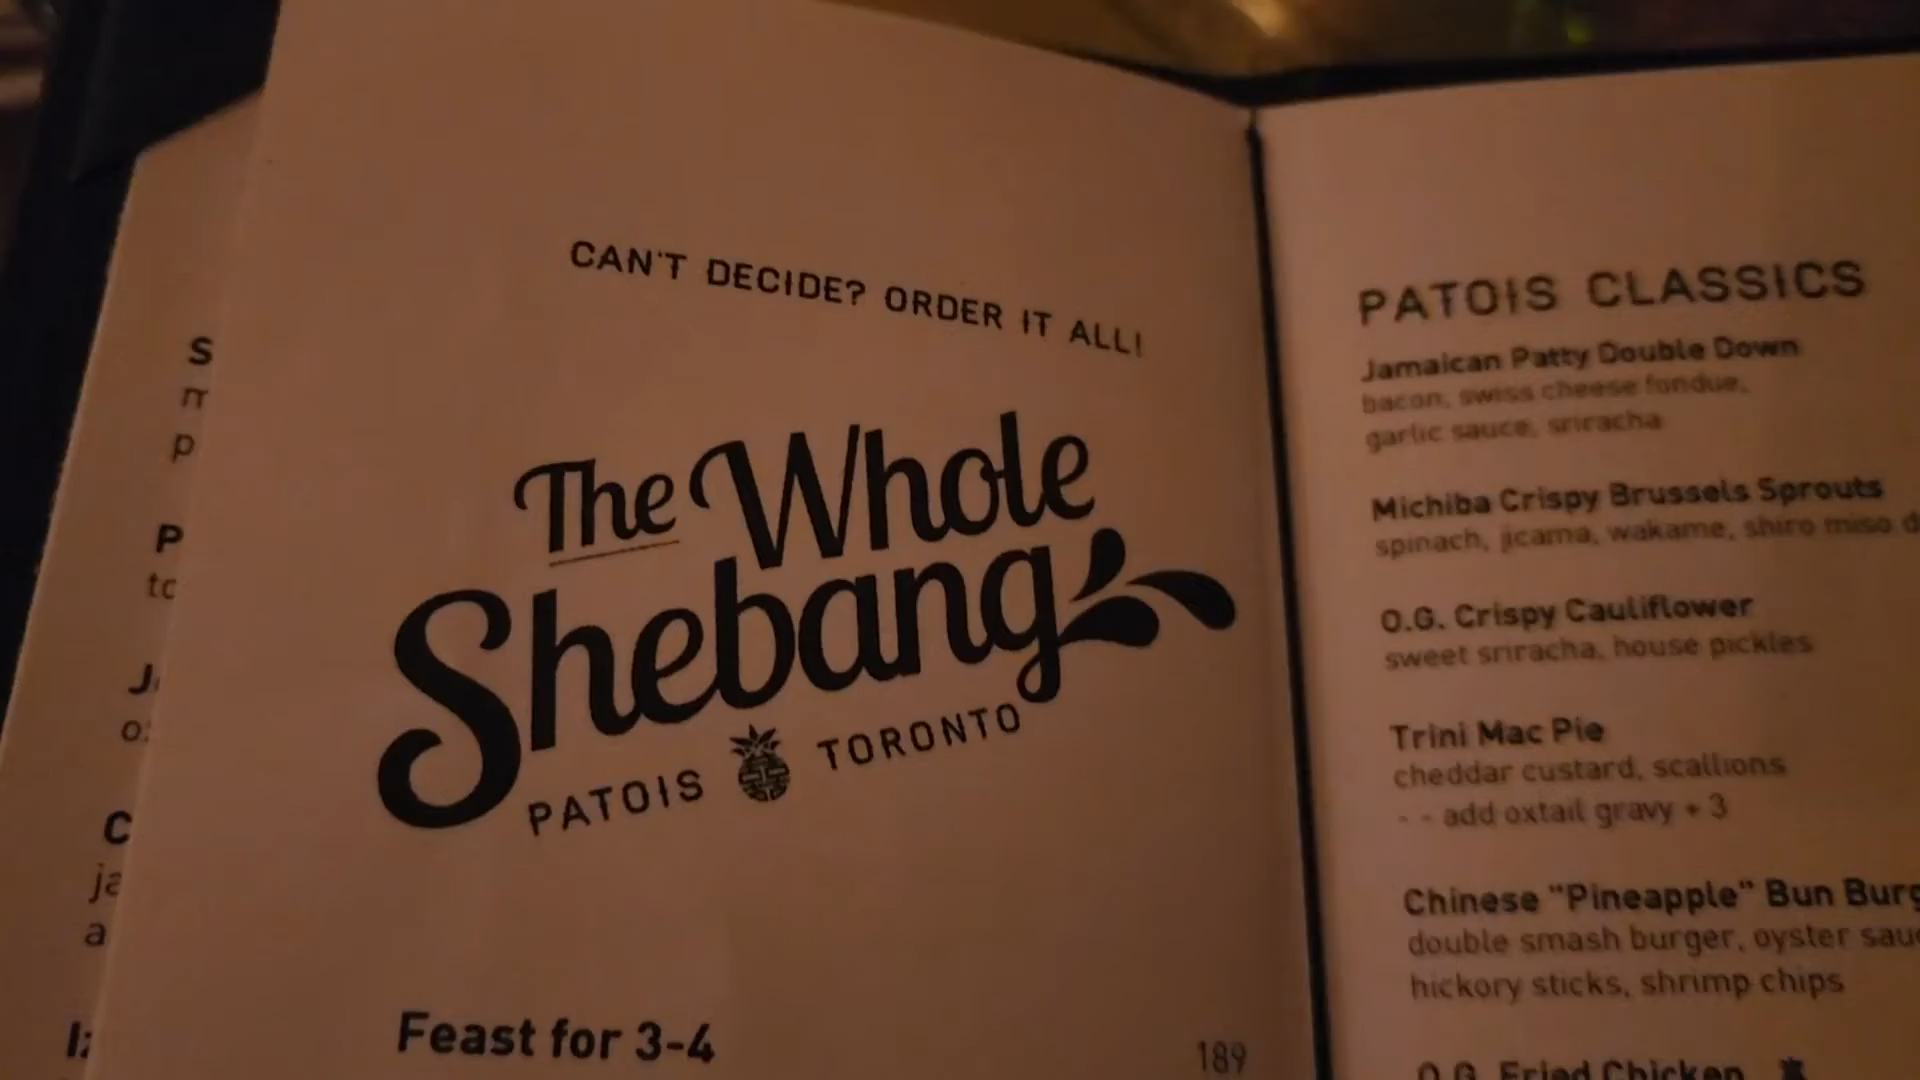 CAN'T DECIDE? ORDER IT ALL!
The Whole
Shebang
PATOIS TORONTO
Feast for 3-4 189
PATOIS CLASSICS
Jamaican Patty Double Down
bacon, swiss cheese fondue,
garlic sauce, sriracha
Michiba Crispy Brussels Sprouts
spinach, jicama, wakame, shiro miso d
O.G. Crispy Cauliflower
sweet sriracha, house pickles
Trini Mac Pie
cheddar custard, scallions
- - add oxtail gravy + 3
Chinese "Pineapple" Bun Burg
double smash burger, oyster sau
hickory sticks, shrimp chips
O.G. Fried Chicken